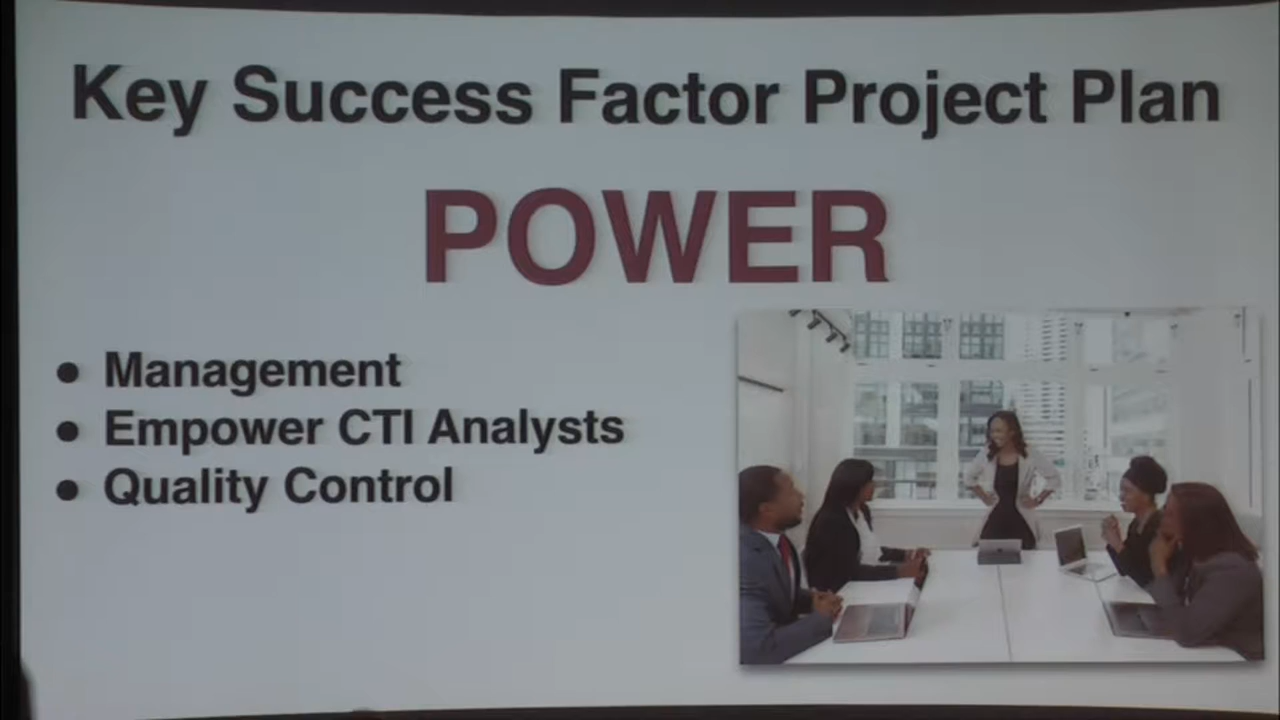 Key Success Factor Project Plan
POWER
• Management
• Empower CTI Analysts
• Quality Control